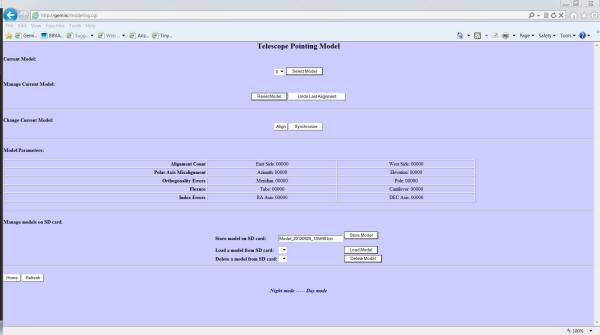 http://gemini/modeling.cgi
File Edit View Favorites Tools Help
Gemi... BBVA... Sugg... Web ... Arip... Tiny...
Page Safety Tools
Telescope Pointing Model
Current Model:
0 Select Model
Manage Current Model:
Reset Model Undo Last Alignment
Change Current Model:
Align Synchronize
Model Parameters:
Alignment Count East Side: 00000 West Side: 00000
Polar Axis Misalignment Azimuth: 00000 Elevation: 00000
Orthogonality Errors Meridian: 00000 Pole: 00000
Flexure Tube: 00000 Cantilever: 00000
Index Errors RA Axis: 00000 DEC Axis: 00000
Manage models on SD card:
Store model on SD card: Store Model
Load a model from SD card: Load Model
Delete a model from SD card: Delete Model
Home Refresh
Night mode ----- Day mode
100%